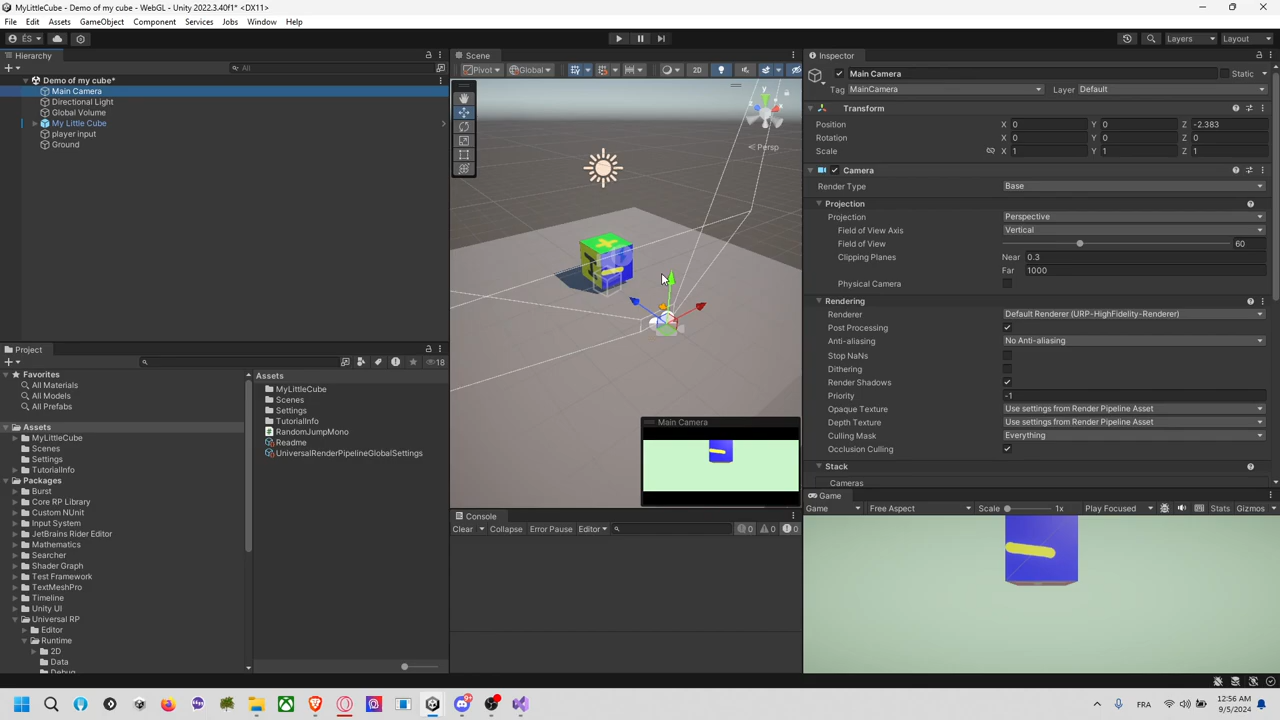 MyLittleCube - Demo of my cube - WebGL - Unity 2022.3.40f1* <DX11>
File Edit Assets GameObject Component Services Jobs Window Help
ÉS
Layers Layout
Hierarchy
All
Demo of my cube*
Main Camera
Directional Light
Global Volume
My Little Cube
player input
Ground
Scene
Pivot Global 2D
y
x
Persp
Main Camera
Project
18
Favorites
All Materials
All Models
All Prefabs
Assets
MyLittleCube
Scenes
Settings
TutorialInfo
Packages
Burst
Core RP Library
Custom NUnit
Input System
JetBrains Rider Editor
Mathematics
Searcher
Shader Graph
Test Framework
TextMeshPro
Timeline
Unity UI
Universal RP
Editor
Runtime
2D
Data
Debug
Assets
MyLittleCube
Scenes
Settings
TutorialInfo
RandomJumpMono
Readme
UniversalRenderPipelineGlobalSettings
Console
Clear Collapse Error Pause Editor 0 0 0
Inspector
Main Camera Static
Tag MainCamera Layer Default
Transform
Position X 0 Y 0 Z -2.383
Rotation X 0 Y 0 Z 0
Scale X 1 Y 1 Z 1
Camera
Render Type Base
Projection
Projection Perspective
Field of View Axis Vertical
Field of View 60
Clipping Planes Near 0.3
Far 1000
Physical Camera
Rendering
Renderer Default Renderer (URP-HighFidelity-Renderer)
Post Processing
Anti-aliasing No Anti-aliasing
Stop NaNs
Dithering
Render Shadows
Priority -1
Opaque Texture Use settings from Render Pipeline Asset
Depth Texture Use settings from Render Pipeline Asset
Culling Mask Everything
Occlusion Culling
Stack
Cameras
Game
Game Free Aspect Scale 1x Play Focused Stats Gizmos
FRA
12:56 AM
9/5/2024